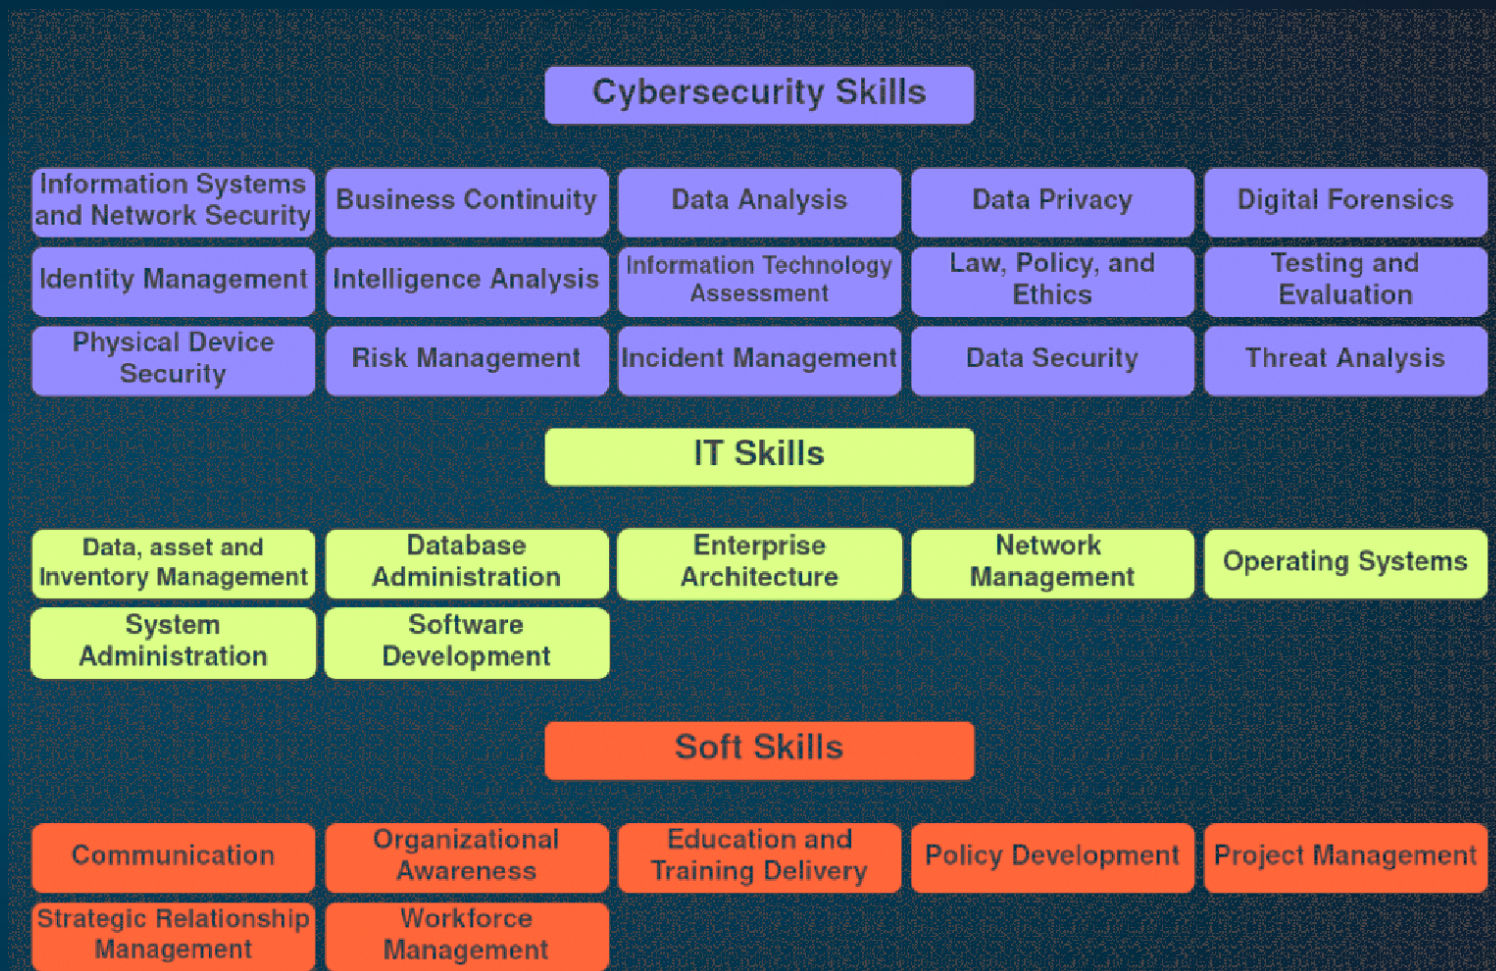 Cybersecurity Skills
Information Systems
and Network Security
Business Continuity
Data Analysis
Data Privacy
Digital Forensics
Identity Management
Intelligence Analysis
Information Technology
Assessment
Law, Policy, and
Ethics
Testing and
Evaluation
Physical Device
Security
Risk Management
Incident Management
Data Security
Threat Analysis
IT Skills
Data, asset and
Inventory Management
Database
Administration
Enterprise
Architecture
Network
Management
Operating Systems
System
Administration
Software
Development
Soft Skills
Communication
Organizational
Awareness
Education and
Training Delivery
Policy Development
Project Management
Strategic Relationship
Management
Workforce
Management